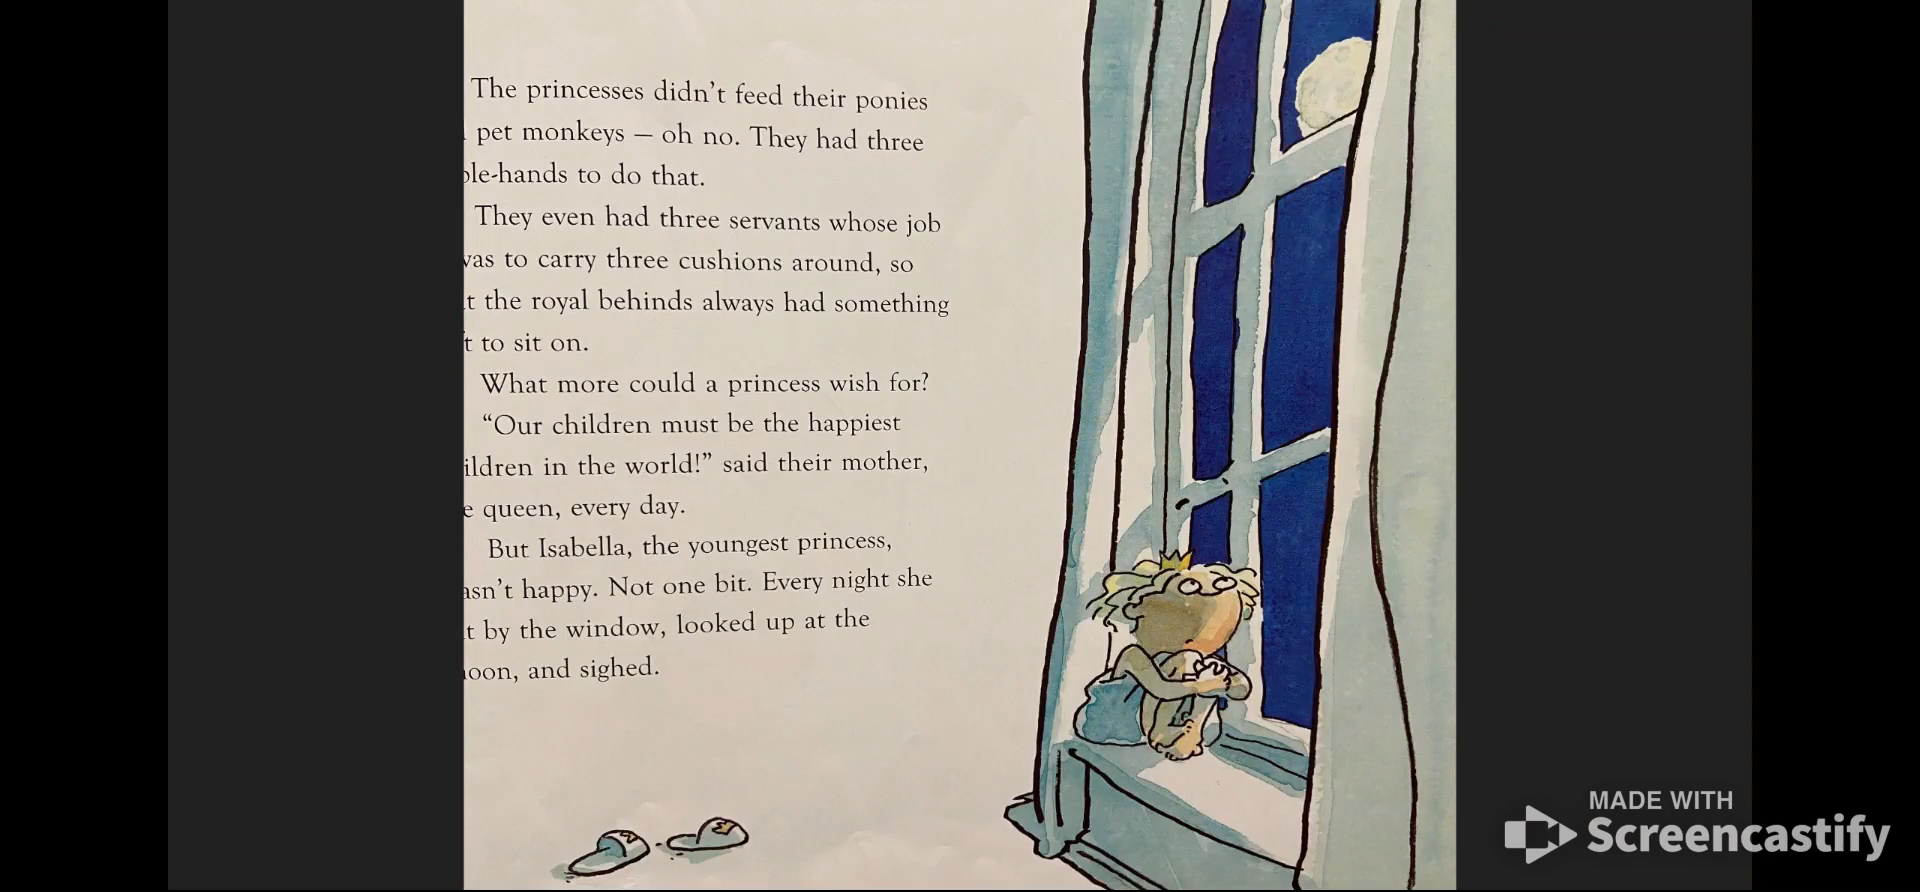 The princesses didn't feed their ponies
pet monkeys — oh no. They had three
ble-hands to do that.
They even had three servants whose job
was to carry three cushions around, so
t the royal behinds always had something
t to sit on.
What more could a princess wish for?
“Our children must be the happiest
ildren in the world!” said their mother,
e queen, every day.
But Isabella, the youngest princess,
asn't happy. Not one bit. Every night she
t by the window, looked up at the
oon, and sighed.
MADE WITH
Screencastify